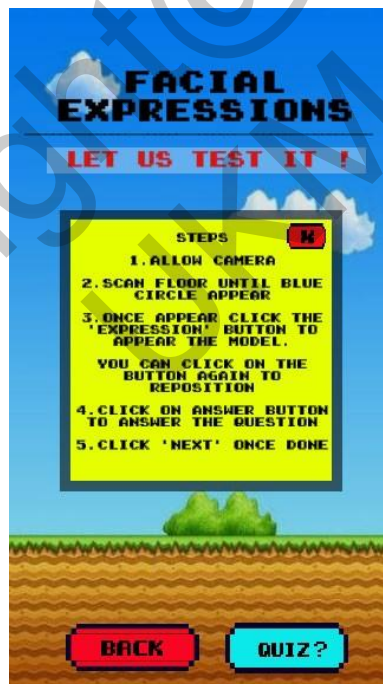 FACIAL
EXPRESSIONS
LET US TEST IT !
STEPS
X
1.ALLOW CAMERA
2.SCAN FLOOR UNTIL BLUE
CIRCLE APPEAR
3.ONCE APPEAR CLICK THE
'EXPRESSION' BUTTON TO
APPEAR THE MODEL.
YOU CAN CLICK ON THE
BUTTON AGAIN TO
REPOSITION
4.CLICK ON ANSWER BUTTON
TO ANSWER THE QUESTION
5.CLICK 'NEXT' ONCE DONE
BACK
QUIZ?